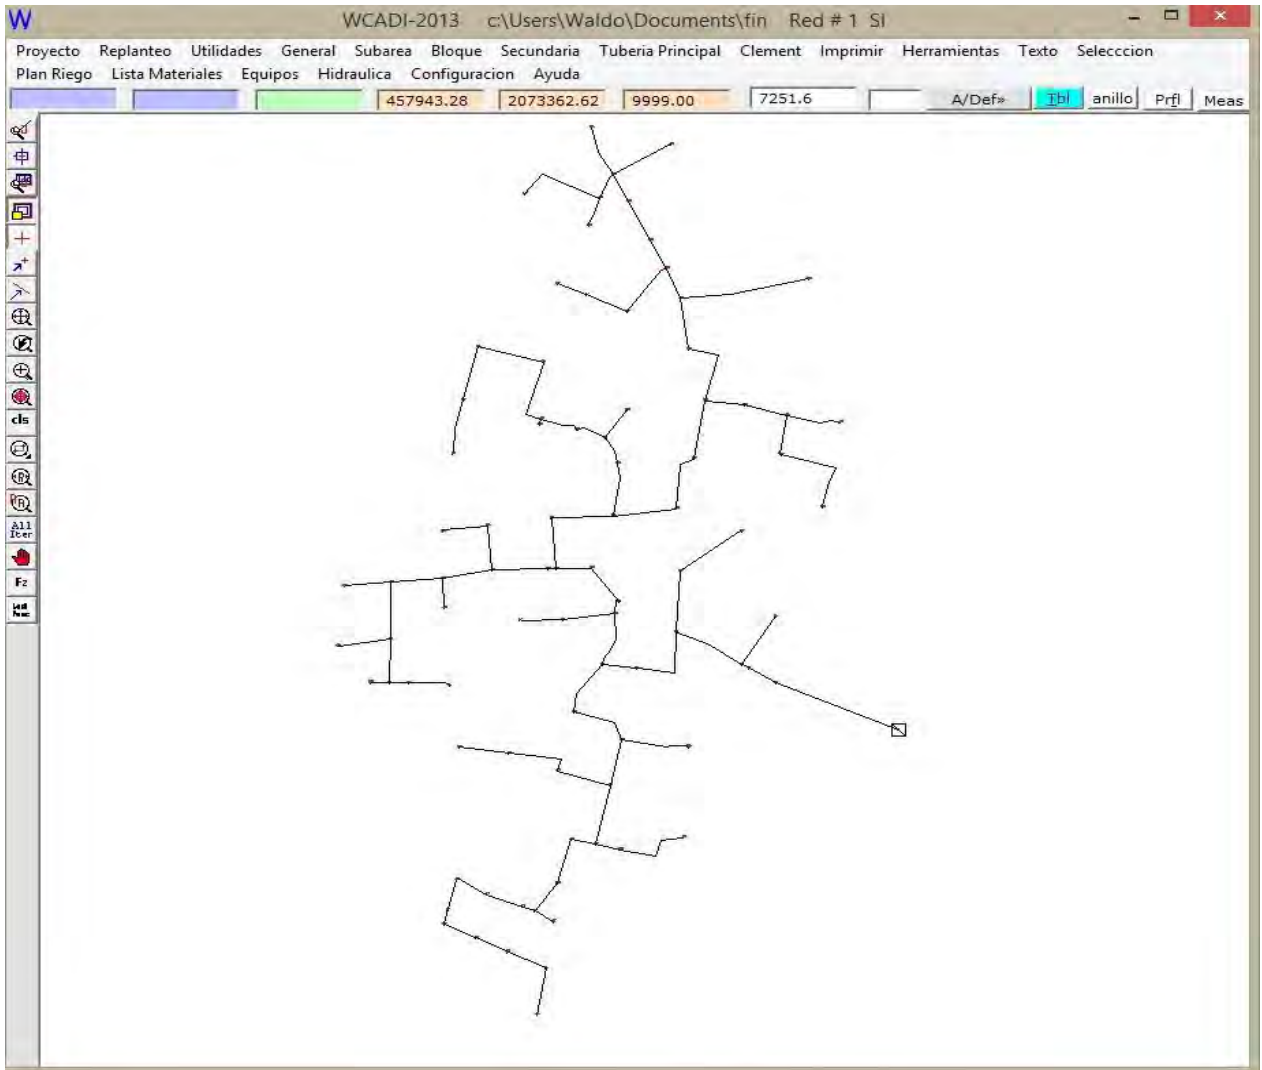 W WCADI-2013 c:\Users\Waldo\Documents\fin Red # 1 SI
Proyecto Replanteo Utilidades General Subarea Bloque Secundaria Tuberia Principal Clement Imprimir Herramientas Texto Selecccion
Plan Riego Lista Materiales Equipos Hidraulica Configuracion Ayuda
457943.28 2073362.62 9999.00 7251.6 A/Def» Tbl anillo Prfl Meas
cls
R
All
Iter
F2